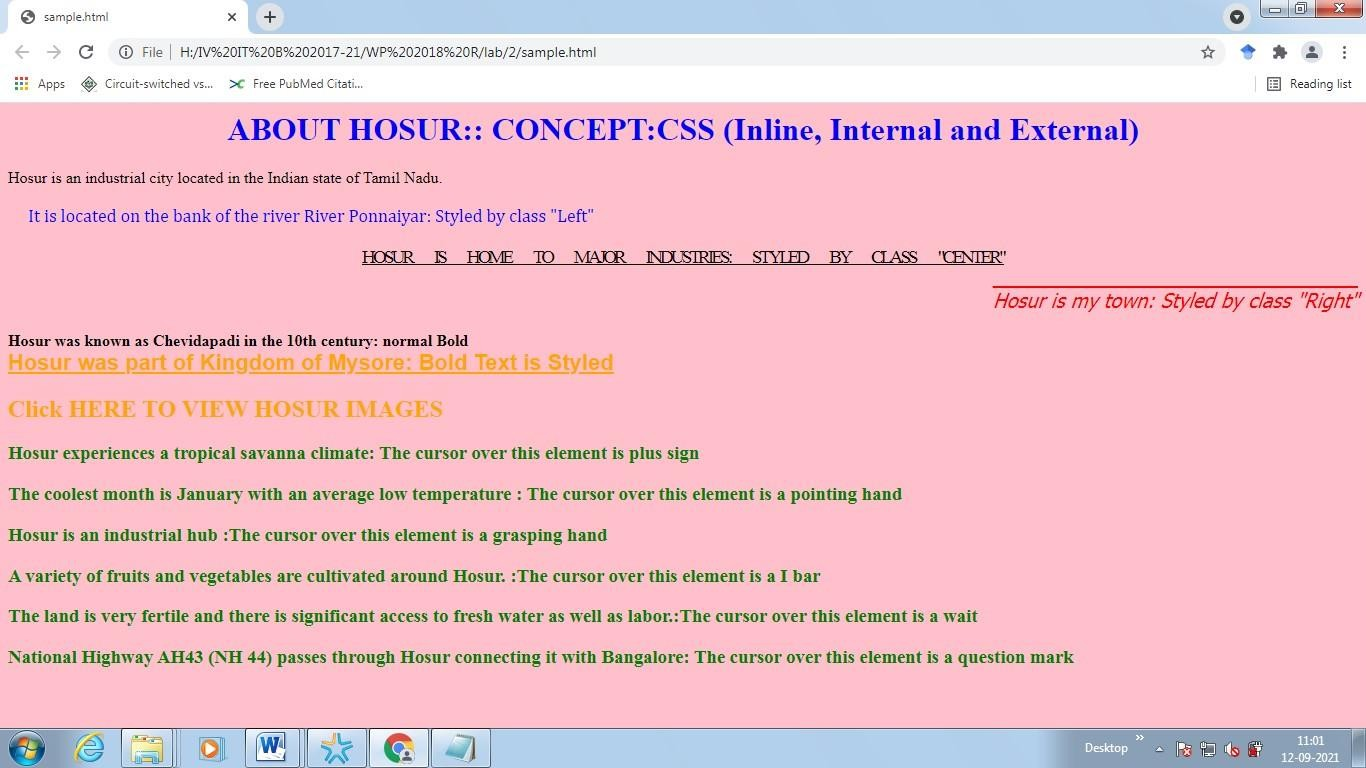 sample.html
File H:/IV%20IT%20B%202017-21/WP%202018%20R/lab/2/sample.html
Apps Circuit-switched vs... Free PubMed Citati... Reading list
ABOUT HOSUR:: CONCEPT:CSS (Inline, Internal and External)
Hosur is an industrial city located in the Indian state of Tamil Nadu.
It is located on the bank of the river River Ponnaiyar: Styled by class "Left"
HOSUR IS HOME TO MAJOR INDUSTRIES: STYLED BY CLASS "CENTER"
Hosur is my town: Styled by class "Right"
Hosur was known as Chevidapadi in the 10th century: normal Bold
Hosur was part of Kingdom of Mysore: Bold Text is Styled
Click HERE TO VIEW HOSUR IMAGES
Hosur experiences a tropical savanna climate: The cursor over this element is plus sign
The coolest month is January with an average low temperature : The cursor over this element is a pointing hand
Hosur is an industrial hub :The cursor over this element is a grasping hand
A variety of fruits and vegetables are cultivated around Hosur. :The cursor over this element is a I bar
The land is very fertile and there is significant access to fresh water as well as labor.:The cursor over this element is a wait
National Highway AH43 (NH 44) passes through Hosur connecting it with Bangalore: The cursor over this element is a question mark
Desktop
11:01
12-09-2021